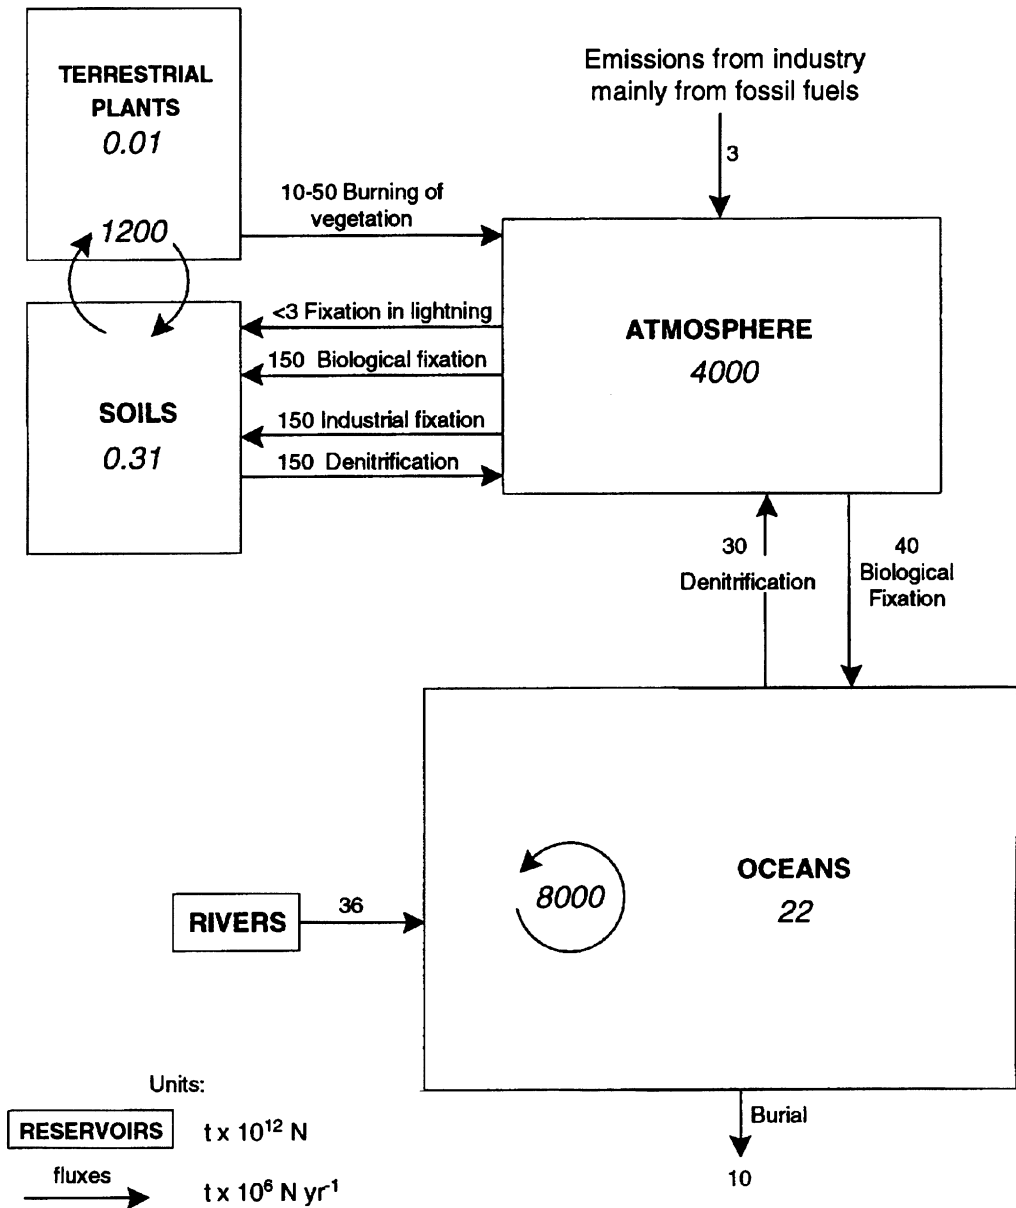 TERRESTRIAL
PLANTS
0.01
1200
Emissions from industry
mainly from fossil fuels
3
10-50 Burning of
vegetation
<3 Fixation in lightning
150 Biological fixation
150 Industrial fixation
150 Denitrification
SOILS
0.31
ATMOSPHERE
4000
30
Denitrification
40
Biological
Fixation
OCEANS
22
8000
RIVERS
36
Burial
10
Units:
RESERVOIRS t x 10¹² N
fluxes t x 10⁶ N yr⁻¹